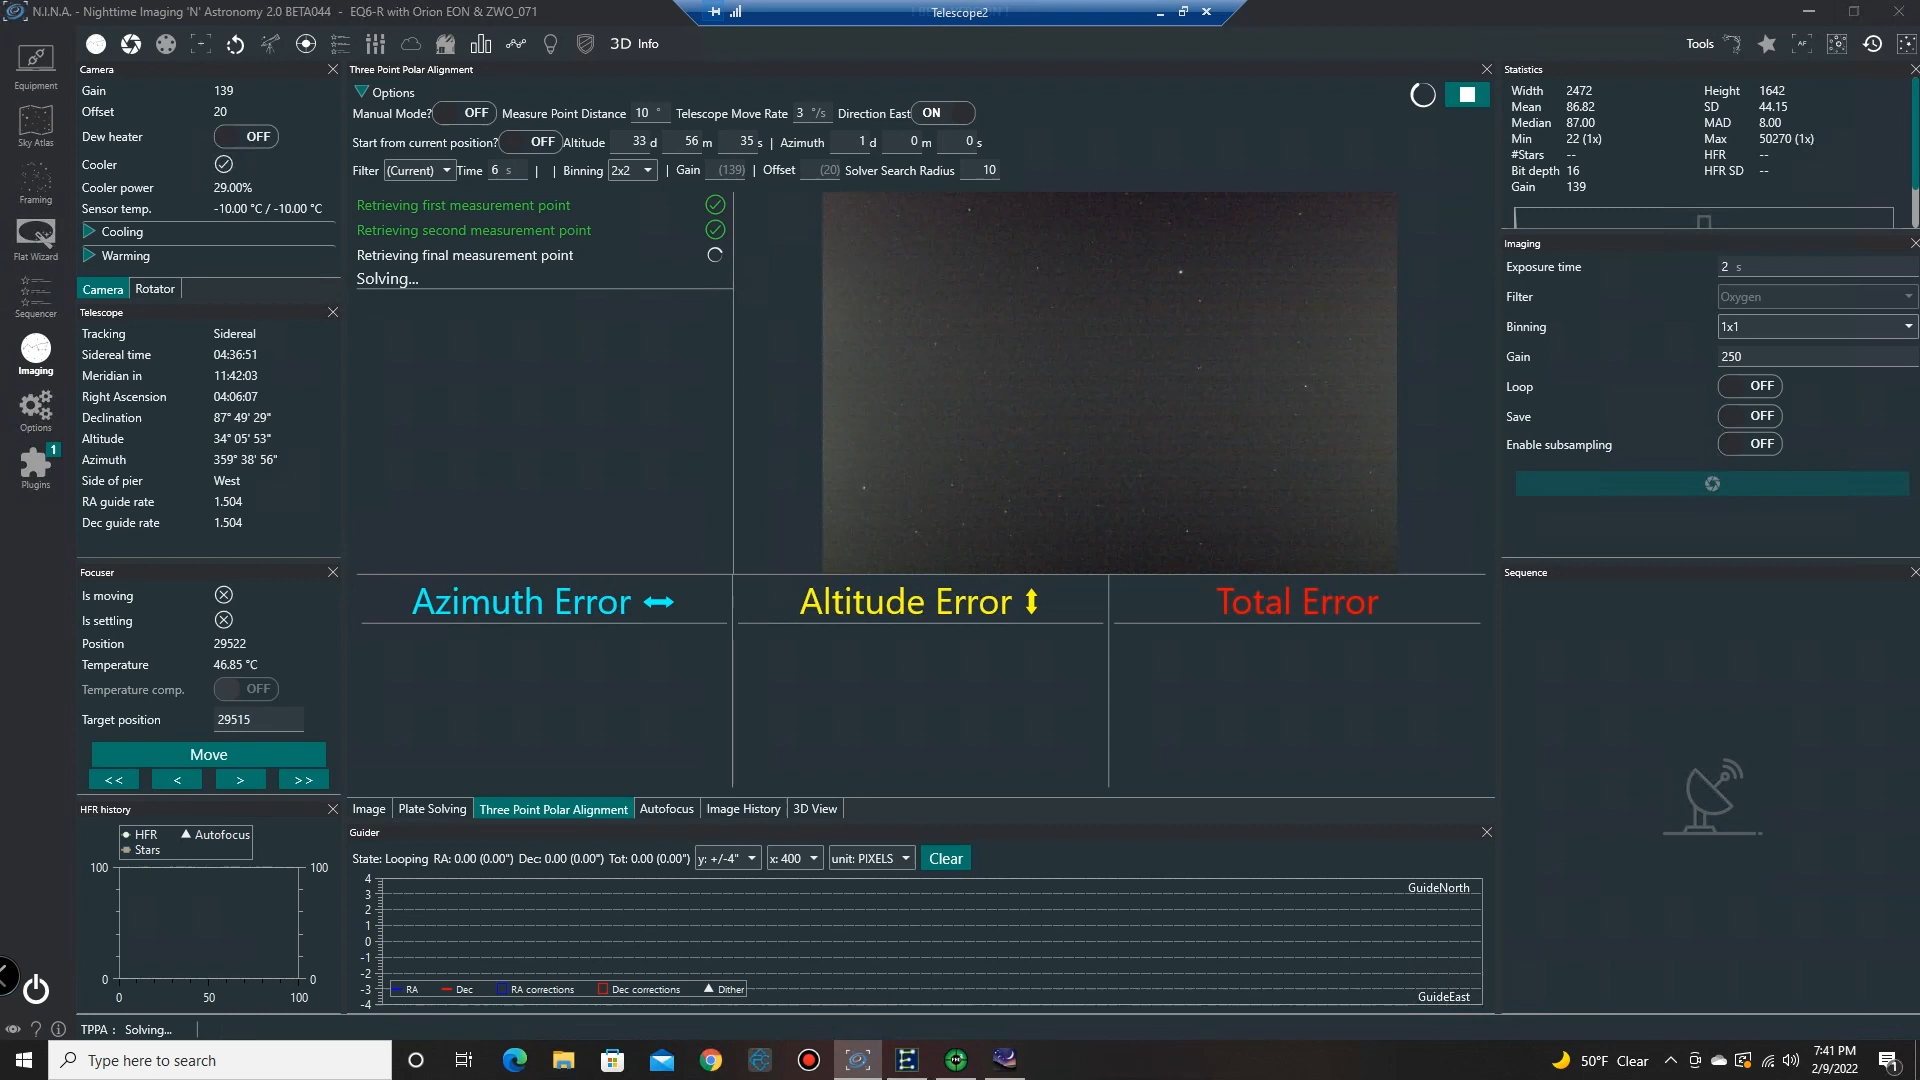 N.I.N.A. - Nighttime Imaging 'N' Astronomy 2.0 BETA044 - EQ6-R with Orion EON & ZWO_071
Telescope2
3D Info
Tools
AF
Equipment
Sky Atlas
Framing
Flat Wizard
Sequencer
Imaging
Options
1
Plugins
Camera
Gain 139
Offset 20
Dew heater OFF
Cooler
Cooler power 29.00%
Sensor temp. -10.00 °C / -10.00 °C
Cooling
Warming
Camera Rotator
Telescope
Tracking Sidereal
Sidereal time 04:36:51
Meridian in 11:42:03
Right Ascension 04:06:07
Declination 87° 49' 29"
Altitude 34° 05' 53"
Azimuth 359° 38' 56"
Side of pier West
RA guide rate 1.504
Dec guide rate 1.504
Focuser
Is moving
Is settling
Position 29522
Temperature 46.85 °C
Temperature comp. OFF
Target position 29515
Move
<< < > >>
HFR history
HFR Autofocus
Stars
100 100
0 0
0 50 100
Three Point Polar Alignment
Options
Manual Mode? OFF Measure Point Distance 10 ° Telescope Move Rate 3 °/s Direction East ON
Start from current position? OFF Altitude 33 d 56 m 35 s | Azimuth 1 d 0 m 0 s
Filter (Current) Time 6 s | | Binning 2x2 | Gain (139) | Offset (20) Solver Search Radius 10
Retrieving first measurement point
Retrieving second measurement point
Retrieving final measurement point
Solving...
Azimuth Error Altitude Error Total Error
Image Plate Solving Three Point Polar Alignment Autofocus Image History 3D View
Guider
State: Looping RA: 0.00 (0.00") Dec: 0.00 (0.00") Tot: 0.00 (0.00") y: +/-4" x: 400 unit: PIXELS Clear
4
3
2
1
0
-1
-2
-3
-4
GuideNorth
GuideEast
RA Dec RA corrections Dec corrections Dither
Statistics
Width 2472 Height 1642
Mean 86.82 SD 44.15
Median 87.00 MAD 8.00
Min 22 (1x) Max 50270 (1x)
#Stars -- HFR --
Bit depth 16 HFR SD --
Gain 139
Imaging
Exposure time 2 s
Filter Oxygen
Binning 1x1
Gain 250
Loop OFF
Save OFF
Enable subsampling OFF
Sequence
TPPA : Solving...
Type here to search
50°F Clear
7:41 PM
2/9/2022
1